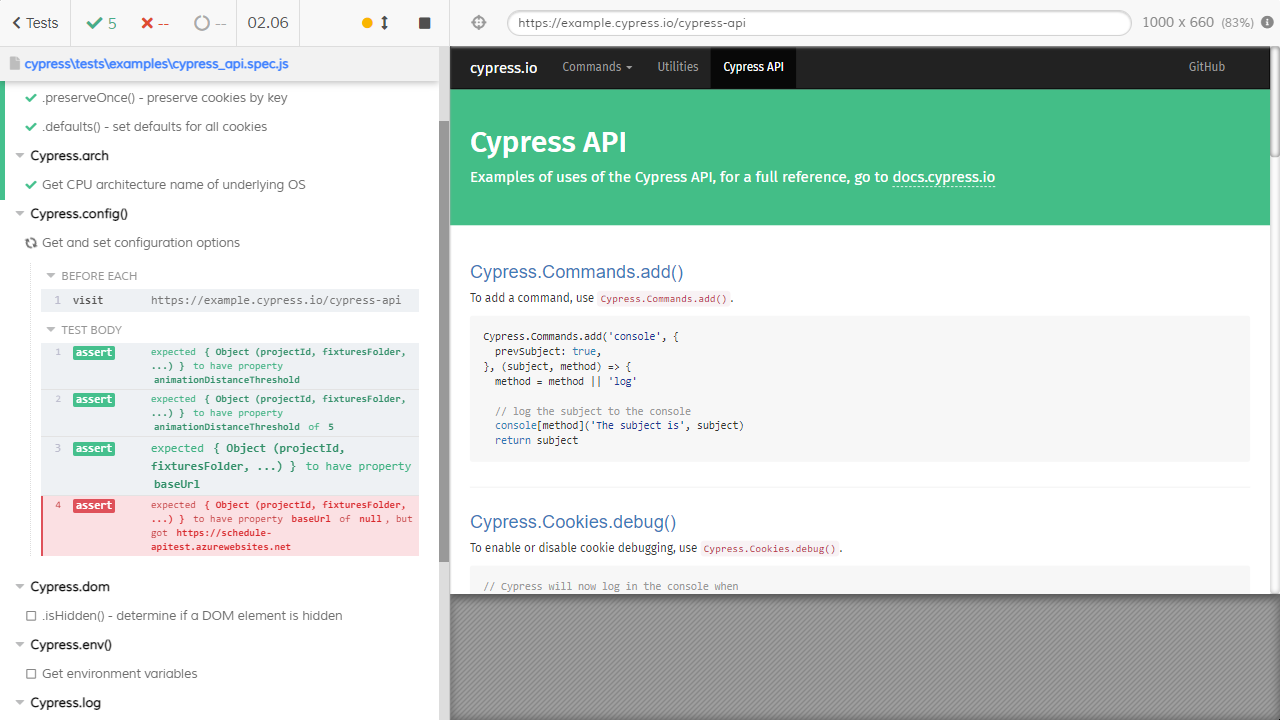 Tests
5
--
--
02.06
https://example.cypress.io/cypress-api
1000 x 660 (83%)
cypress\tests\examples\cypress_api.spec.js
.preserveOnce() - preserve cookies by key
.defaults() - set defaults for all cookies
Cypress.arch
Get CPU architecture name of underlying OS
Cypress.config()
Get and set configuration options
BEFORE EACH
1 visit https://example.cypress.io/cypress-api
TEST BODY
1 assert expected { Object (projectId, fixturesFolder,
...) } to have property
animationDistanceThreshold
2 assert expected { Object (projectId, fixturesFolder,
...) } to have property
animationDistanceThreshold of 5
3 assert expected { Object (projectId,
fixturesFolder, ...) } to have property
baseUrl
4 assert expected { Object (projectId, fixturesFolder,
...) } to have property baseUrl of null, but
got https://schedule-
apitest.azurewebsites.net
Cypress.dom
.isHidden() - determine if a DOM element is hidden
Cypress.env()
Get environment variables
Cypress.log
cypress.io Commands Utilities Cypress API GitHub
Cypress API
Examples of uses of the Cypress API, for a full reference, go to docs.cypress.io
Cypress.Commands.add()
To add a command, use Cypress.Commands.add().
Cypress.Commands.add('console', {
prevSubject: true,
}, (subject, method) => {
method = method || 'log'
// log the subject to the console
console[method]('The subject is', subject)
return subject
Cypress.Cookies.debug()
To enable or disable cookie debugging, use Cypress.Cookies.debug().
// Cypress will now log in the console when